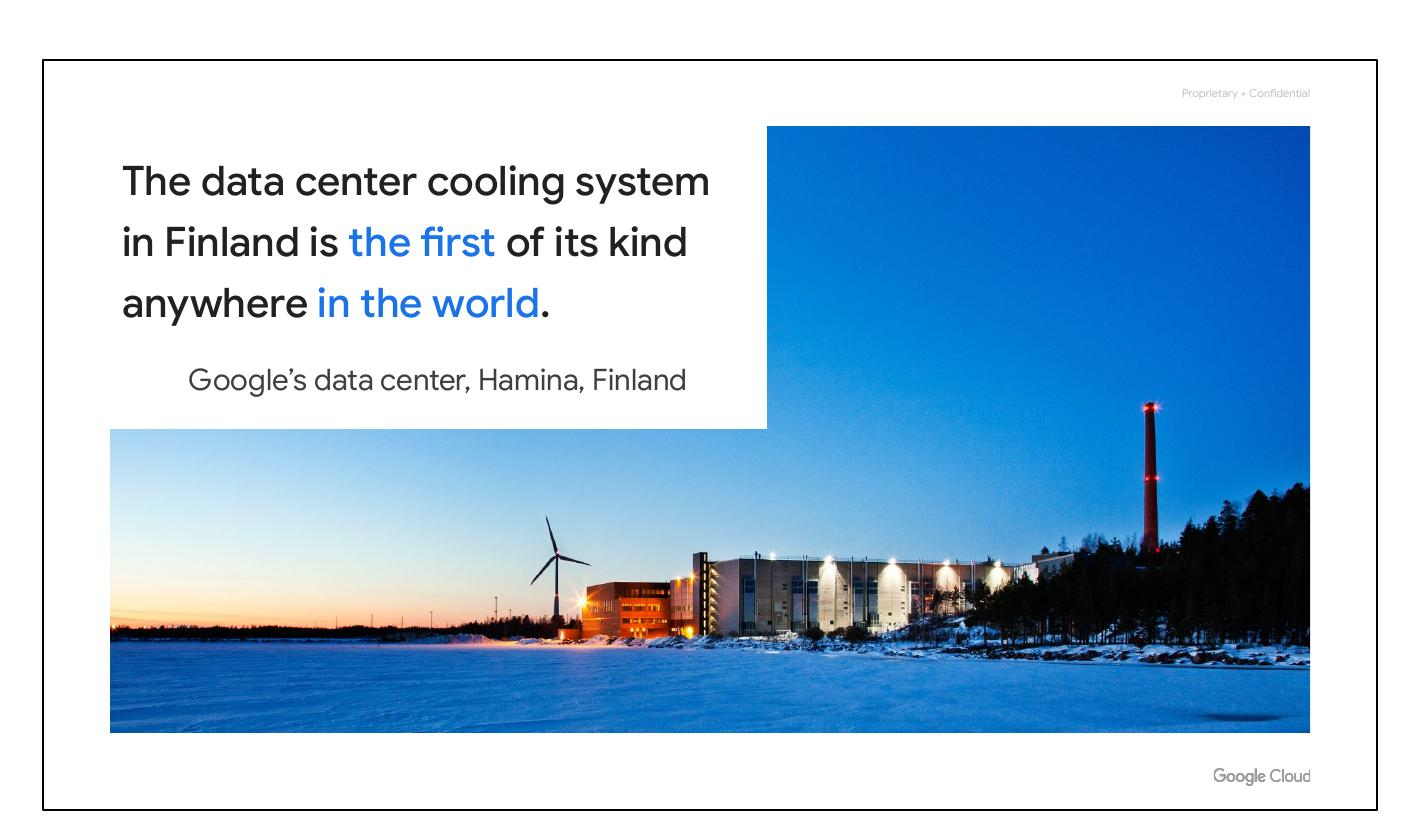 Proprietary + Confidential
The data center cooling system
in Finland is the first of its kind
anywhere in the world.
Google’s data center, Hamina, Finland
Google Cloud